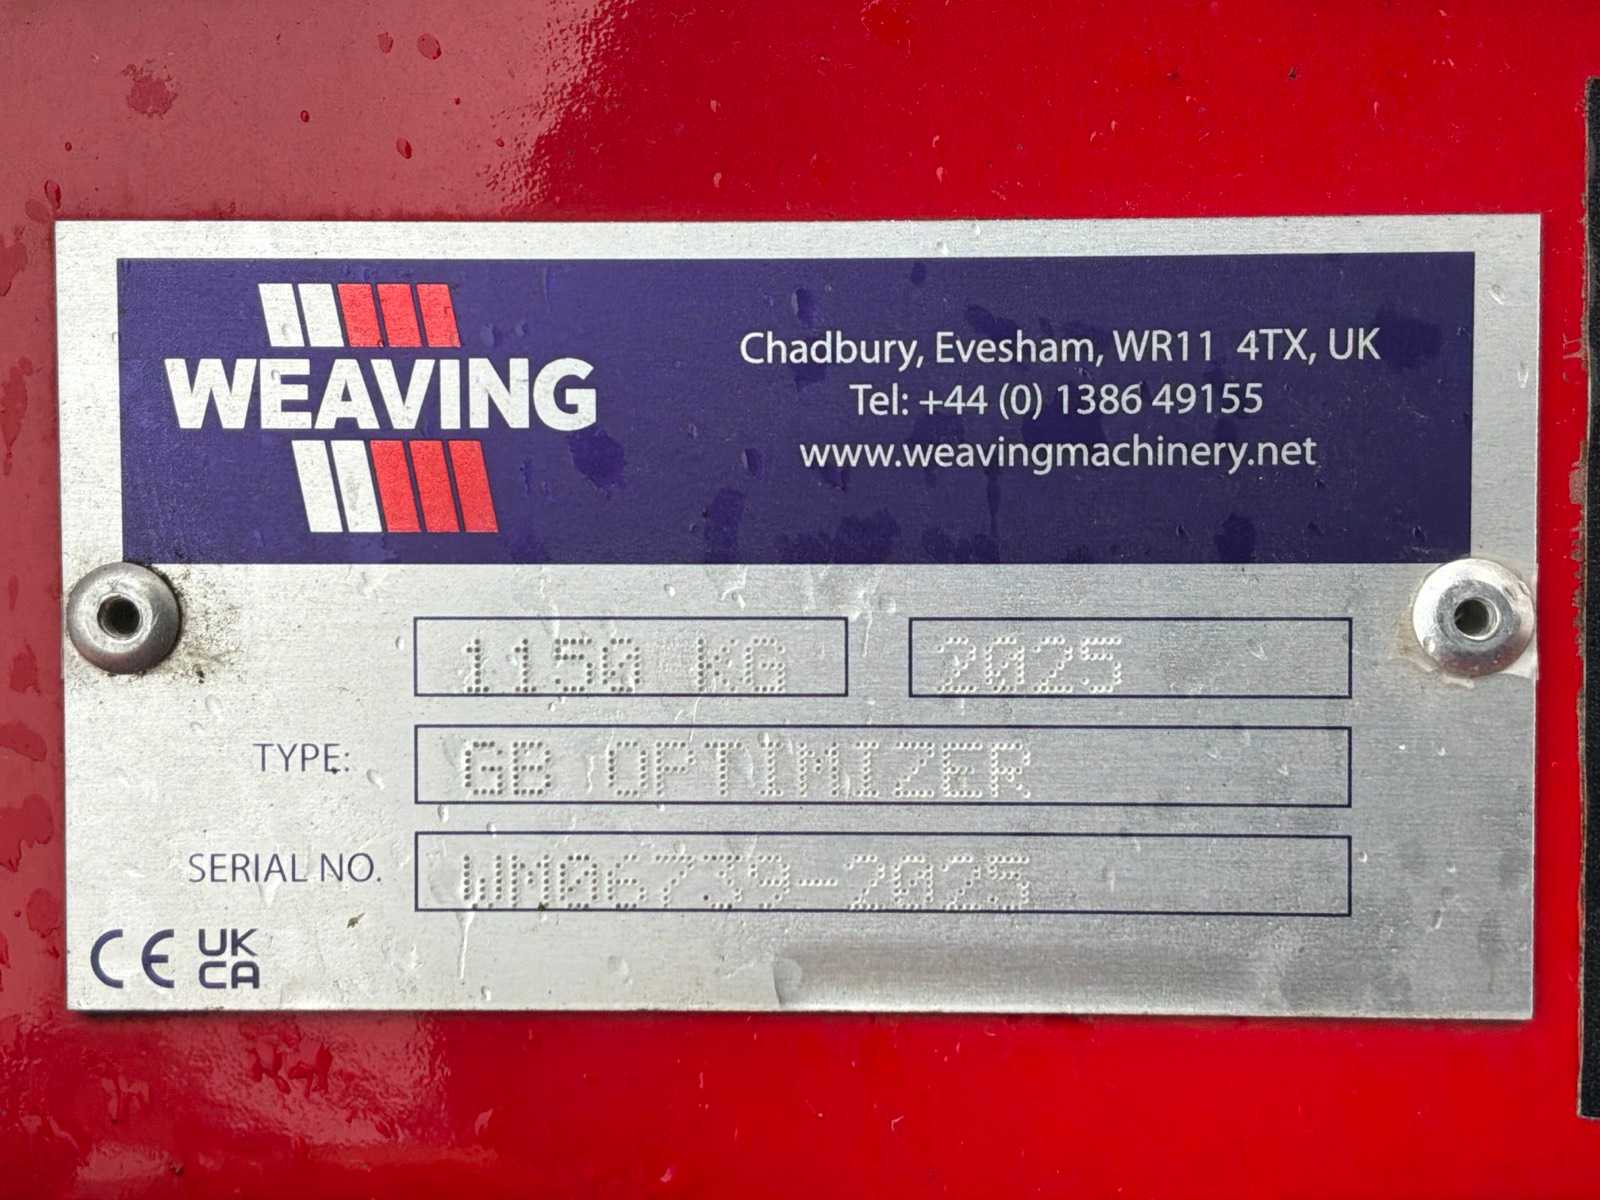 WEAVING
Chadbury, Evesham, WR11 4TX, UK
Tel: +44 (0) 1386 49155
www.weavingmachinery.net
1150 KG 2025
TYPE: GB OPTIMIZER
SERIAL NO. WM06739-2025
CE UK
CA